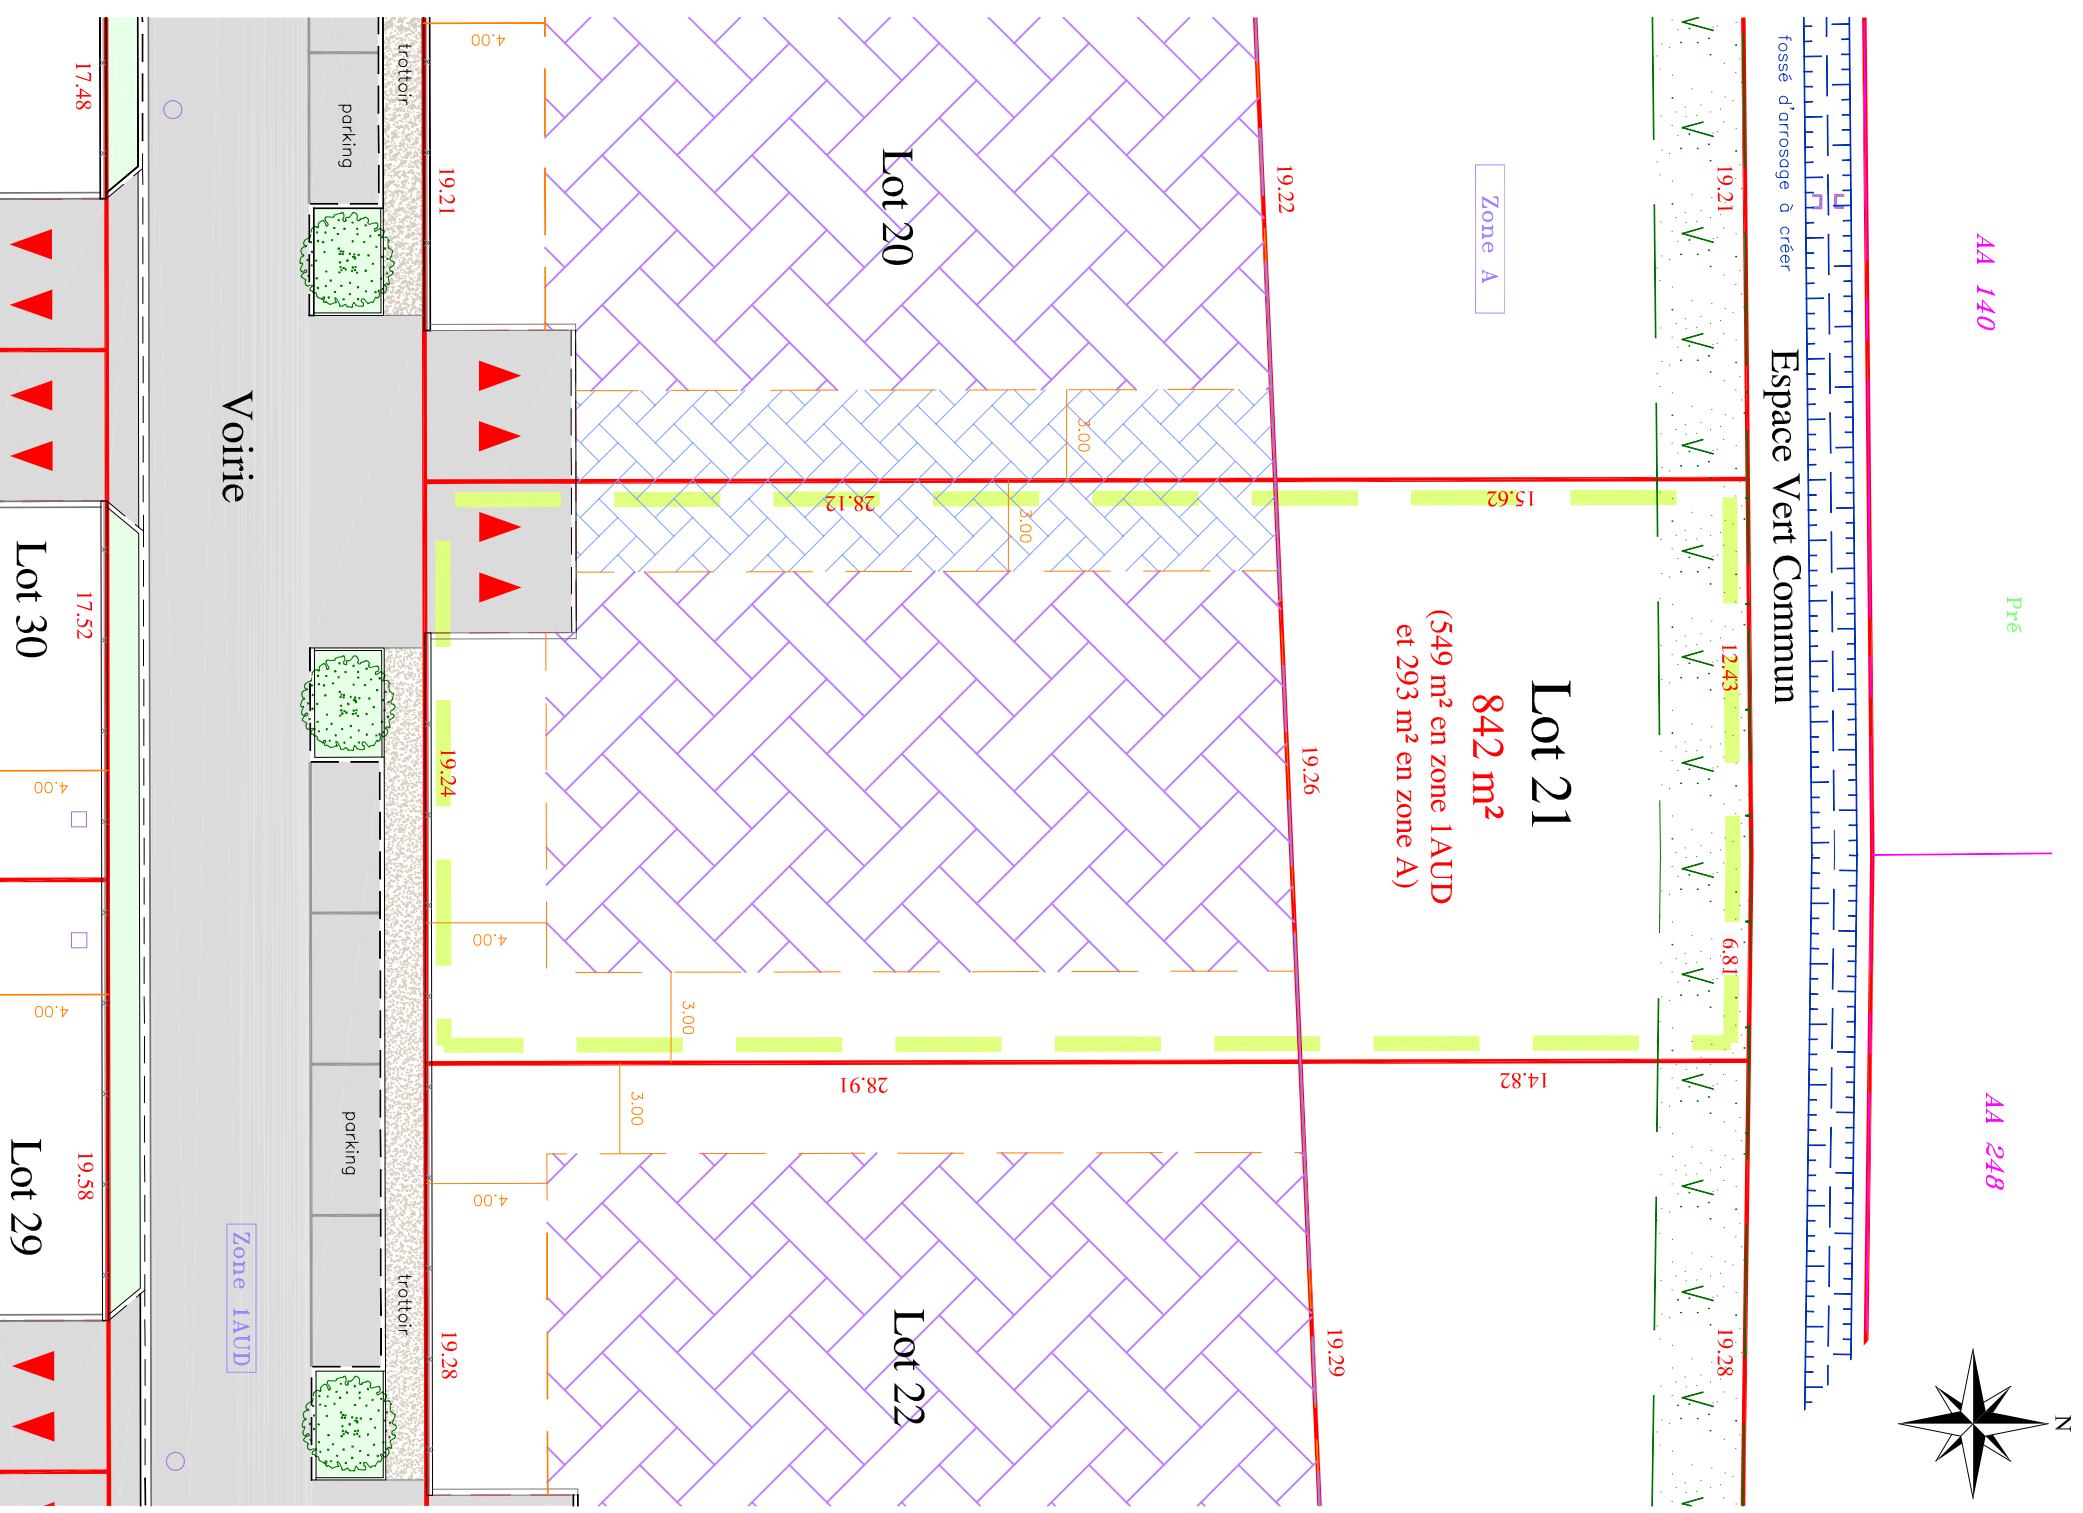 N
AA 140
Pré
AA 248
fossé d'arrosage à créer
Espace Vert Commun
19.21
12.43
6.81
19.28
Zone A
15.62
Lot 21
842 m²
(549 m² en zone 1AUD
et 293 m² en zone A)
14.82
19.22
19.26
19.29
Lot 20
3.00
3.00
28.12
28.91
Lot 22
3.00
3.00
4.00
4.00
4.00
19.21
19.24
19.28
trottoir
trottoir
parking
parking
Voirie
Zone 1AUD
17.48
17.52
19.58
4.00
4.00
Lot 30
Lot 29